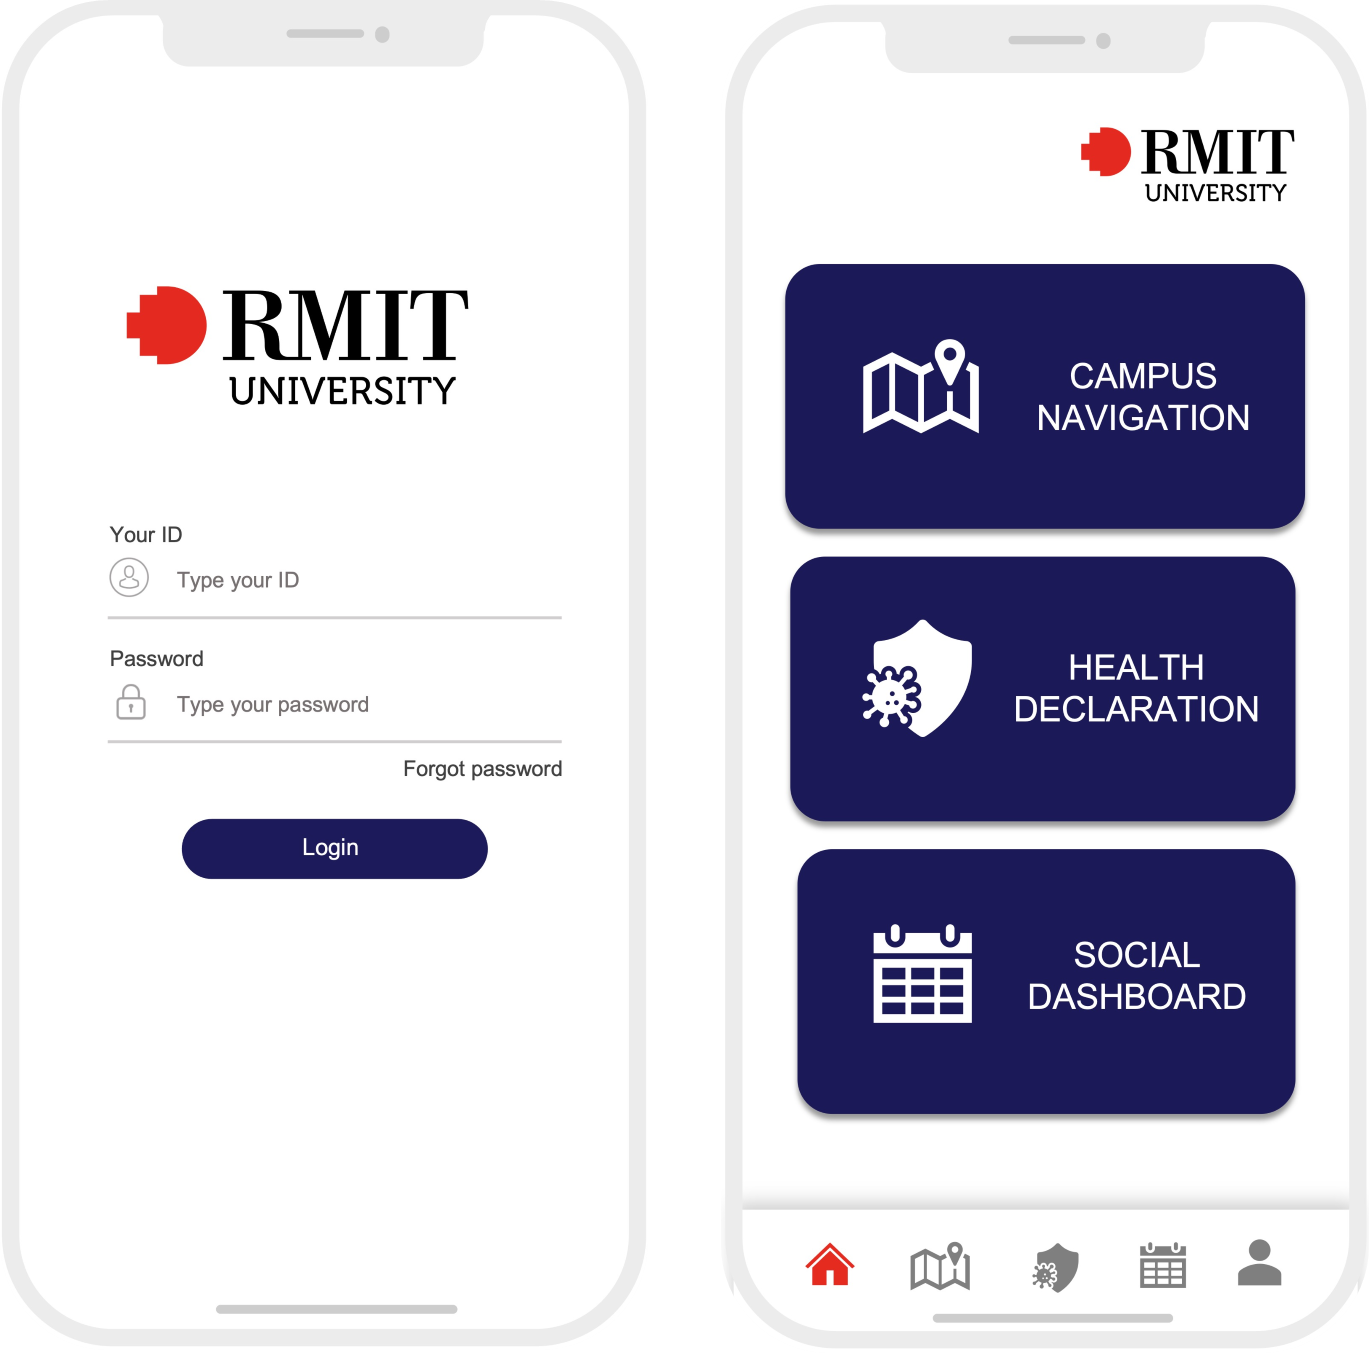 RMIT
UNIVERSITY
Your ID
Type your ID
Password
Type your password
Forgot password
Login
RMIT
UNIVERSITY
CAMPUS
NAVIGATION
HEALTH
DECLARATION
SOCIAL
DASHBOARD